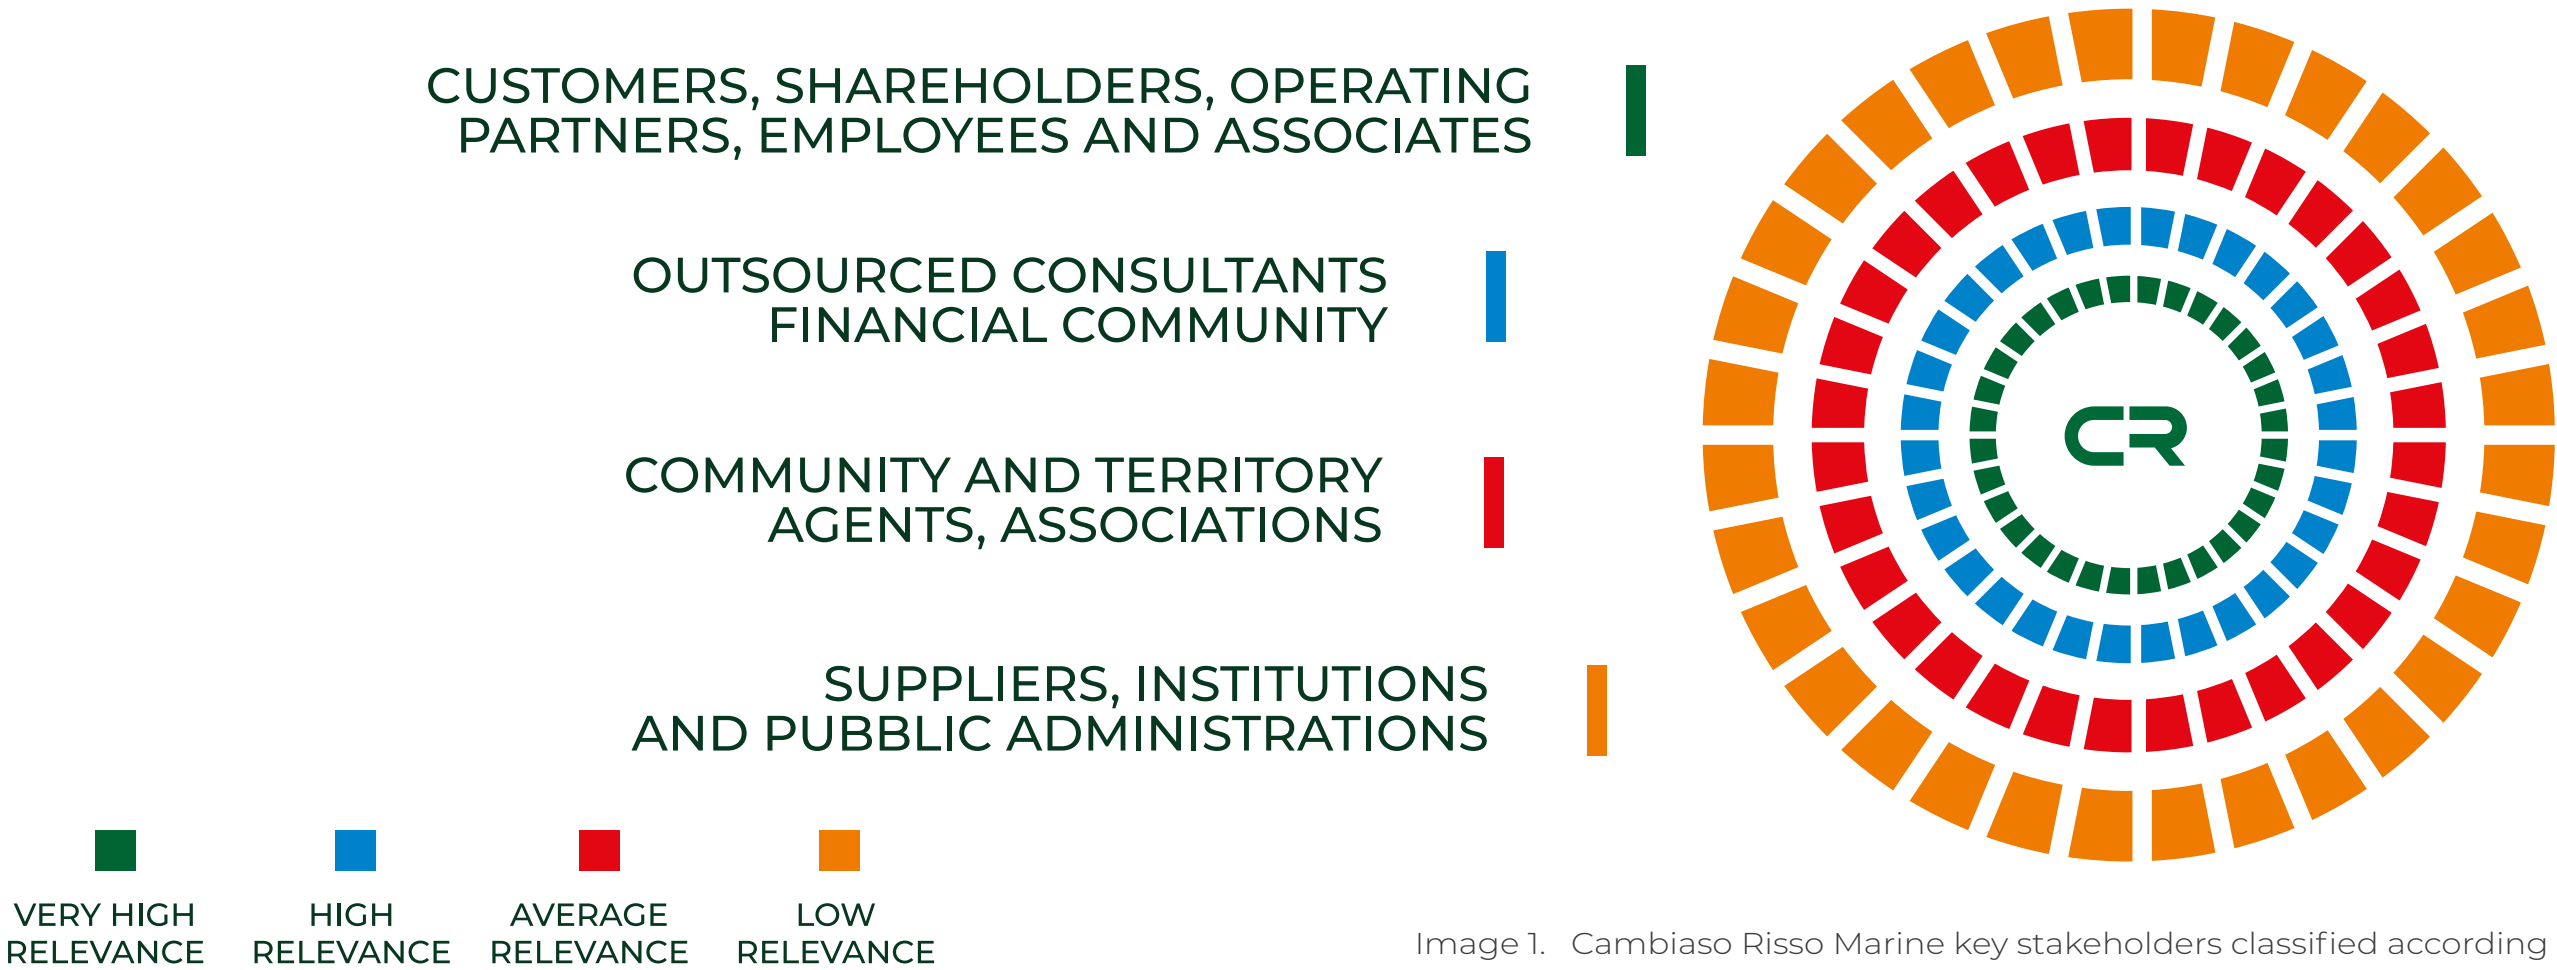 CUSTOMERS, SHAREHOLDERS, OPERATING
PARTNERS, EMPLOYEES AND ASSOCIATES
OUTSOURCED CONSULTANTS
FINANCIAL COMMUNITY
COMMUNITY AND TERRITORY
AGENTS, ASSOCIATIONS
SUPPLIERS, INSTITUTIONS
AND PUBBLIC ADMINISTRATIONS
CR
VERY HIGH
RELEVANCE
HIGH
RELEVANCE
AVERAGE
RELEVANCE
LOW
RELEVANCE
Image 1. Cambiaso Risso Marine key stakeholders classified according